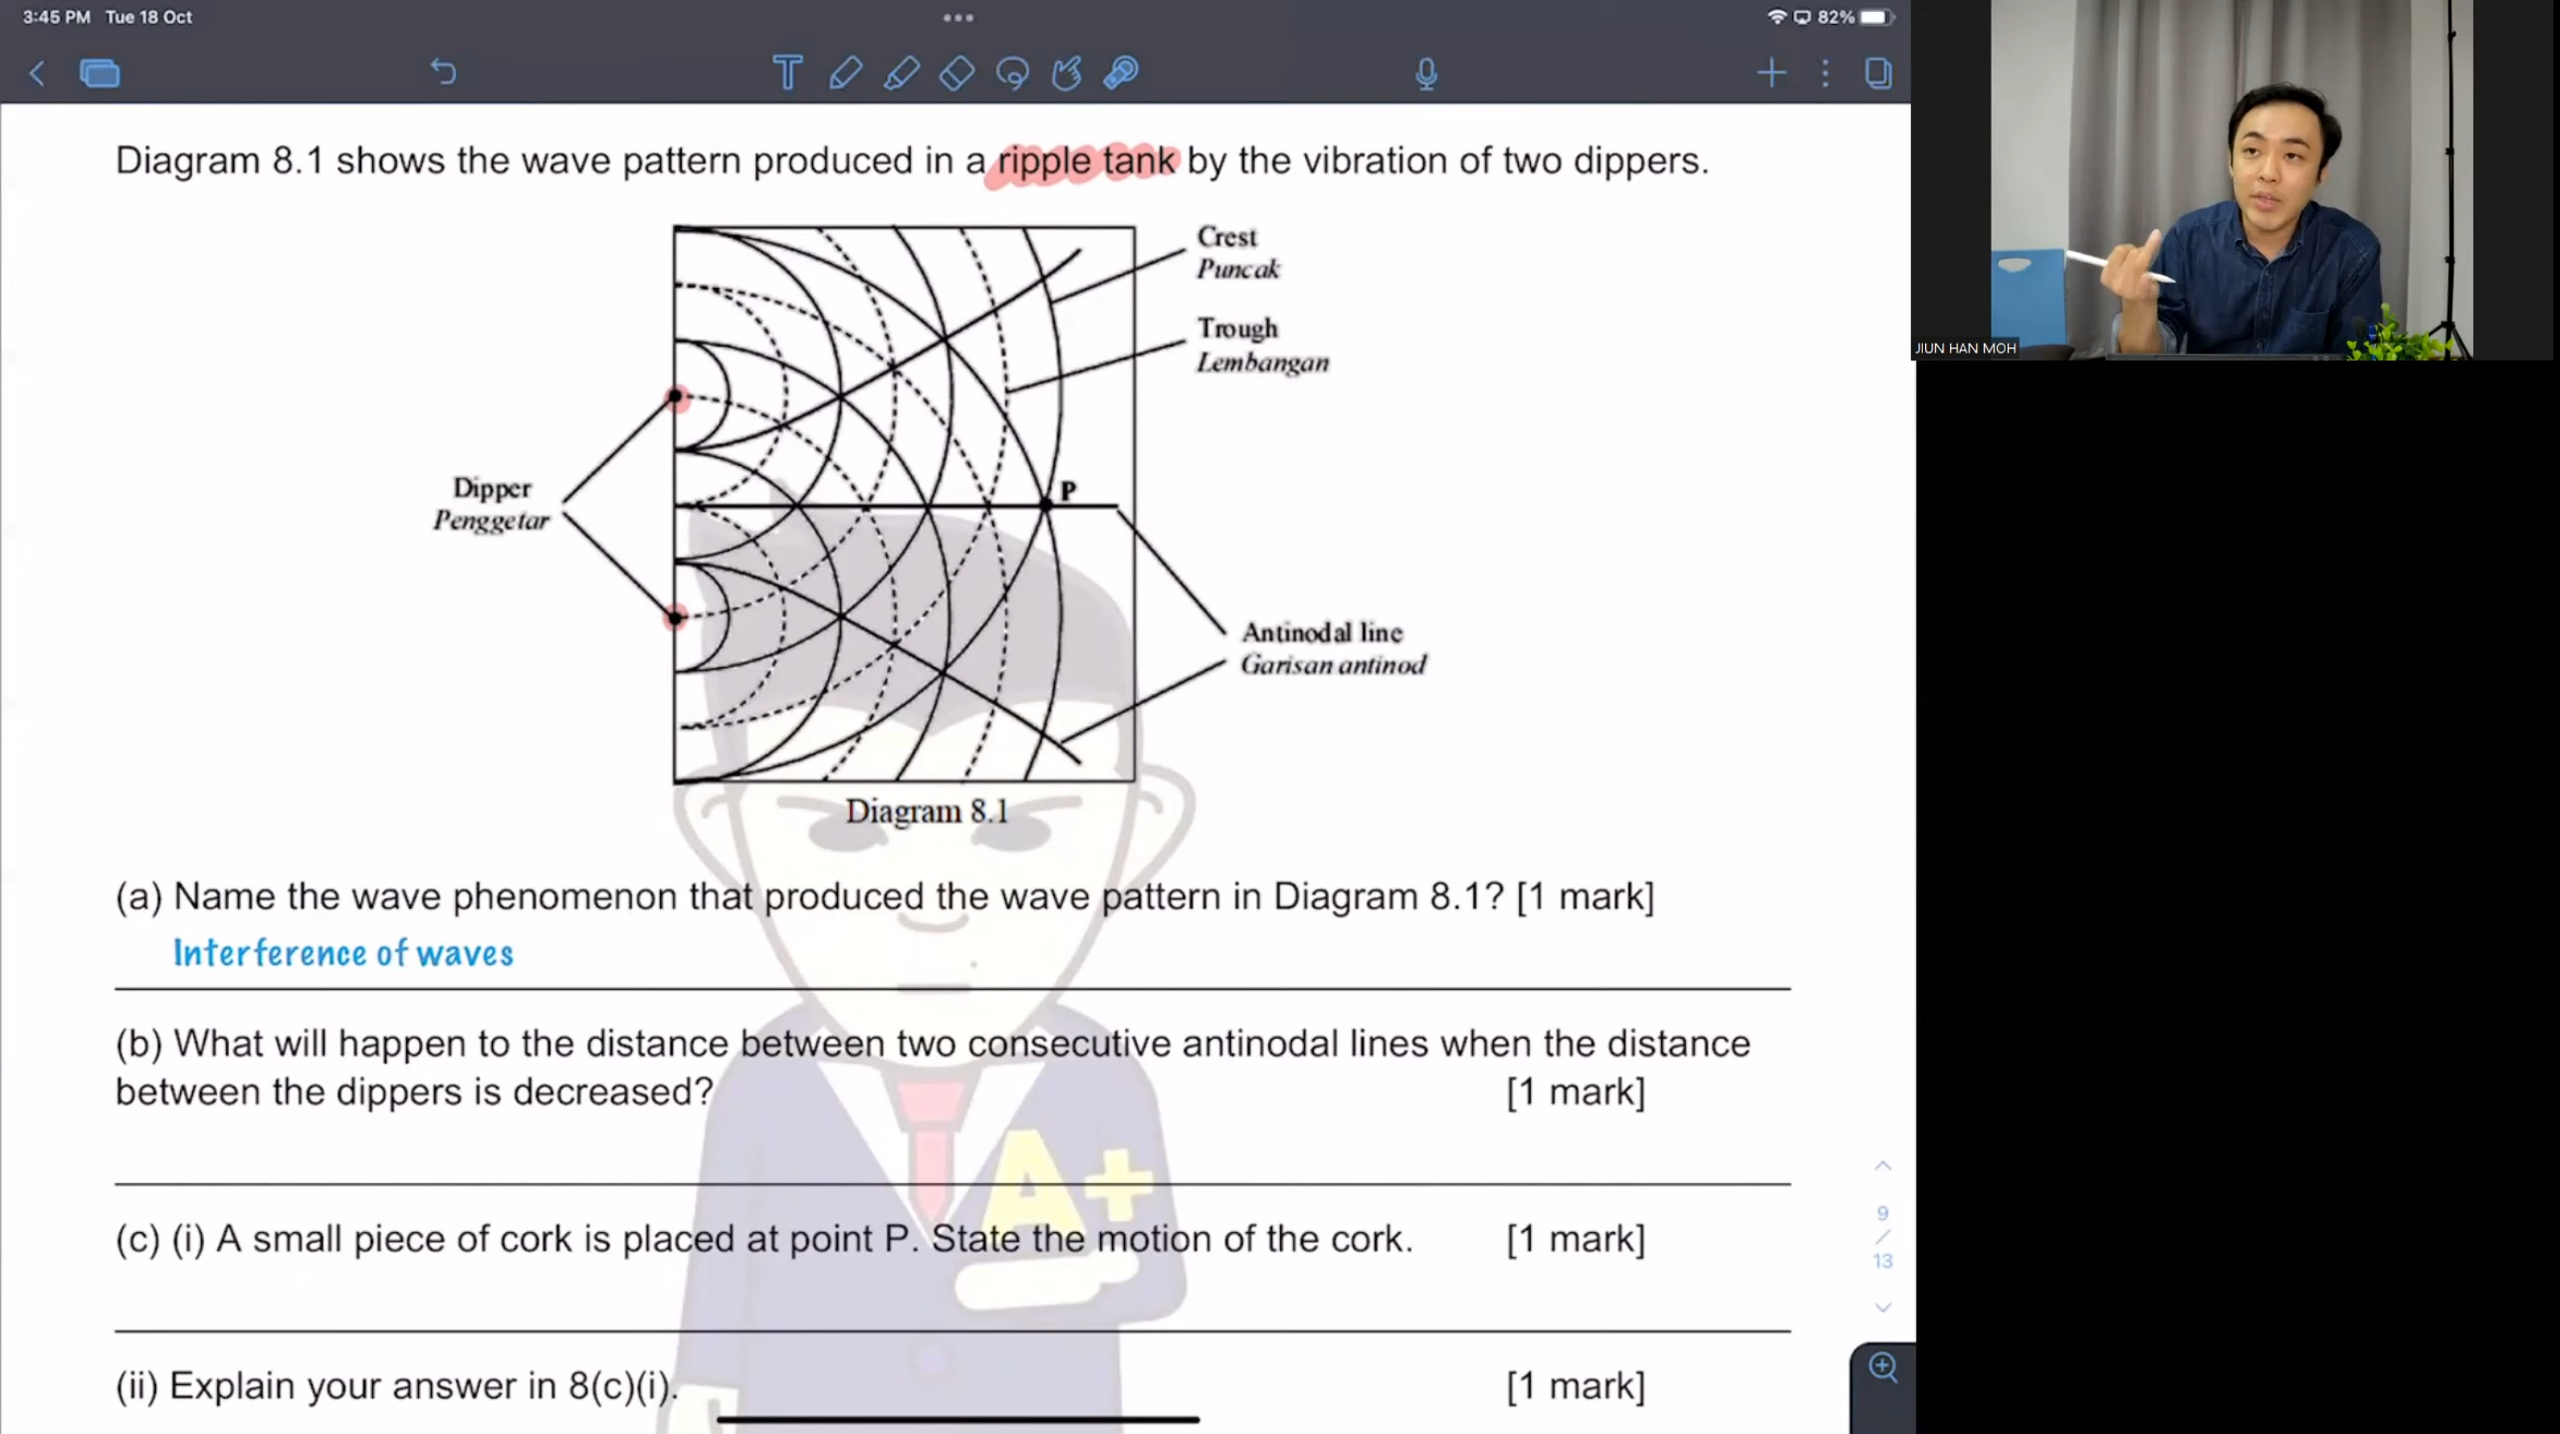 3:45 PM Tue 18 Oct
82%
JIUN HAN MOH
Diagram 8.1 shows the wave pattern produced in a ripple tank by the vibration of two dippers.
Crest
Puncak
Trough
Lembangan
P
Dipper
Penggetar
Antinodal line
Garisan antinod
Diagram 8.1
(a) Name the wave phenomenon that produced the wave pattern in Diagram 8.1? [1 mark]
Interference of waves
(b) What will happen to the distance between two consecutive antinodal lines when the distance
between the dippers is decreased? [1 mark]
A+
(c) (i) A small piece of cork is placed at point P. State the motion of the cork. [1 mark]
9
/
13
(ii) Explain your answer in 8(c)(i). [1 mark]